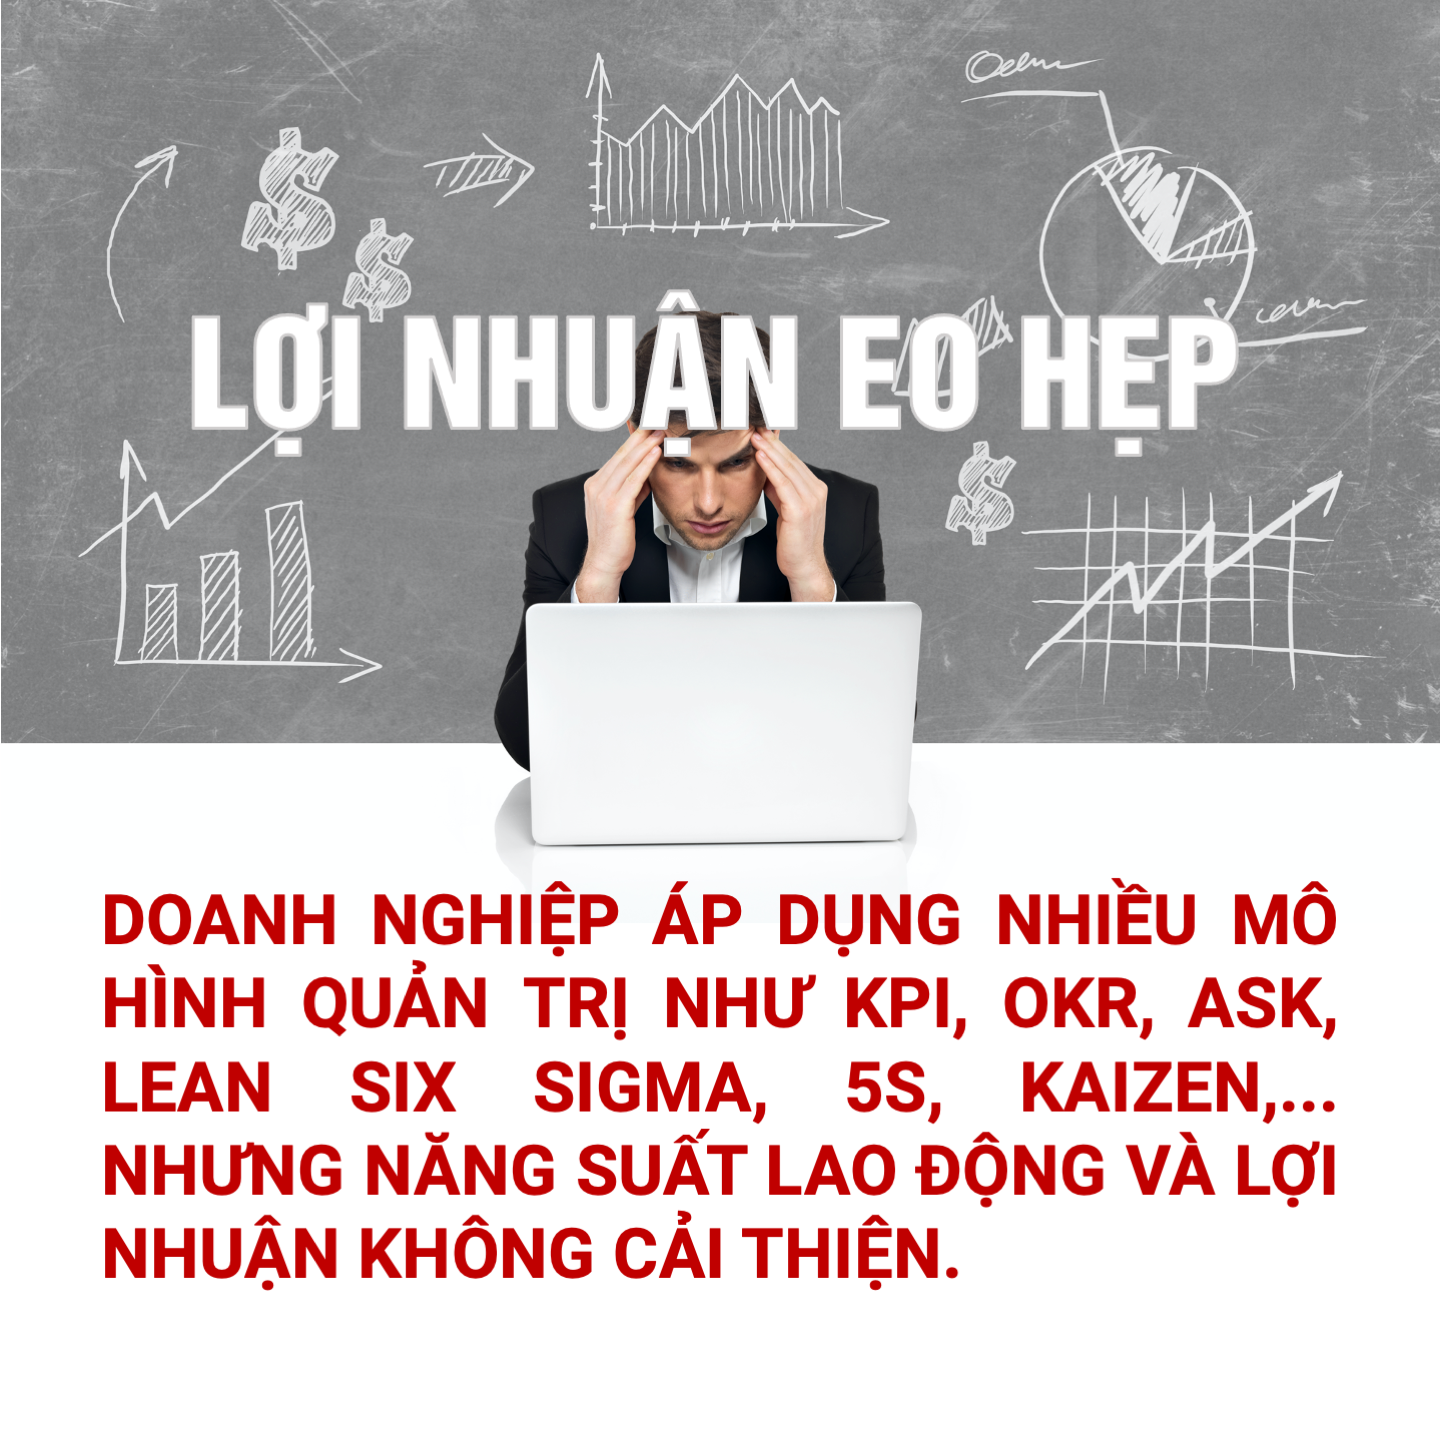 LỢI NHUẬN EO HẸP
DOANH NGHIỆP ÁP DỤNG NHIỀU MÔ
HÌNH QUẢN TRỊ NHƯ KPI, OKR, ASK,
LEAN SIX SIGMA, 5S, KAIZEN,...
NHƯNG NĂNG SUẤT LAO ĐỘNG VÀ LỢI
NHUẬN KHÔNG CẢI THIỆN.